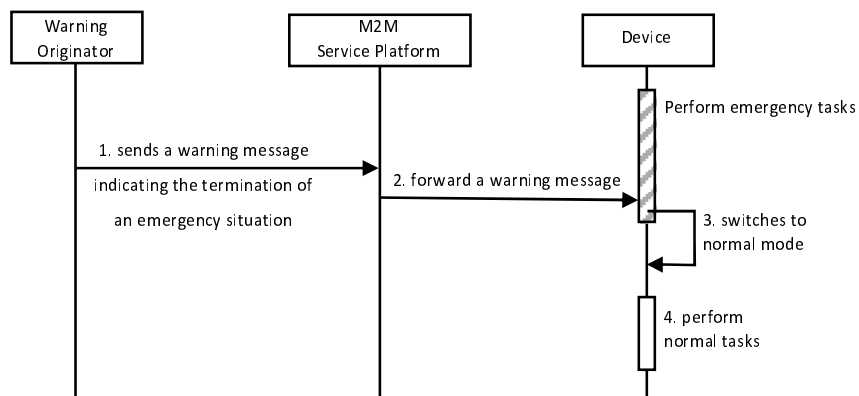 Warning
Originator
M2M
Service Platform
Device
Perform emergency tasks
1. sends a warning message
indicating the termination of
an emergency situation
2. forward a warning message
3. switches to
normal mode
4. perform
normal tasks